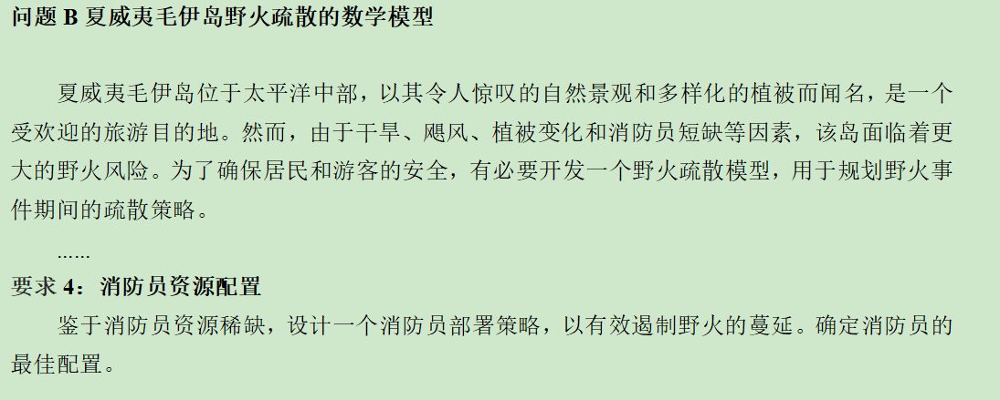 问题 B 夏威夷毛伊岛野火疏散的数学模型
夏威夷毛伊岛位于太平洋中部，以其令人惊叹的自然景观和多样化的植被而闻名，是一个
受欢迎的旅游目的地。然而，由于干旱、飓风、植被变化和消防员短缺等因素，该岛面临着更
大的野火风险。为了确保居民和游客的安全，有必要开发一个野火疏散模型，用于规划野火事
件期间的疏散策略。
......
要求 4：消防员资源配置
鉴于消防员资源稀缺，设计一个消防员部署策略，以有效遏制野火的蔓延。确定消防员的
最佳配置。